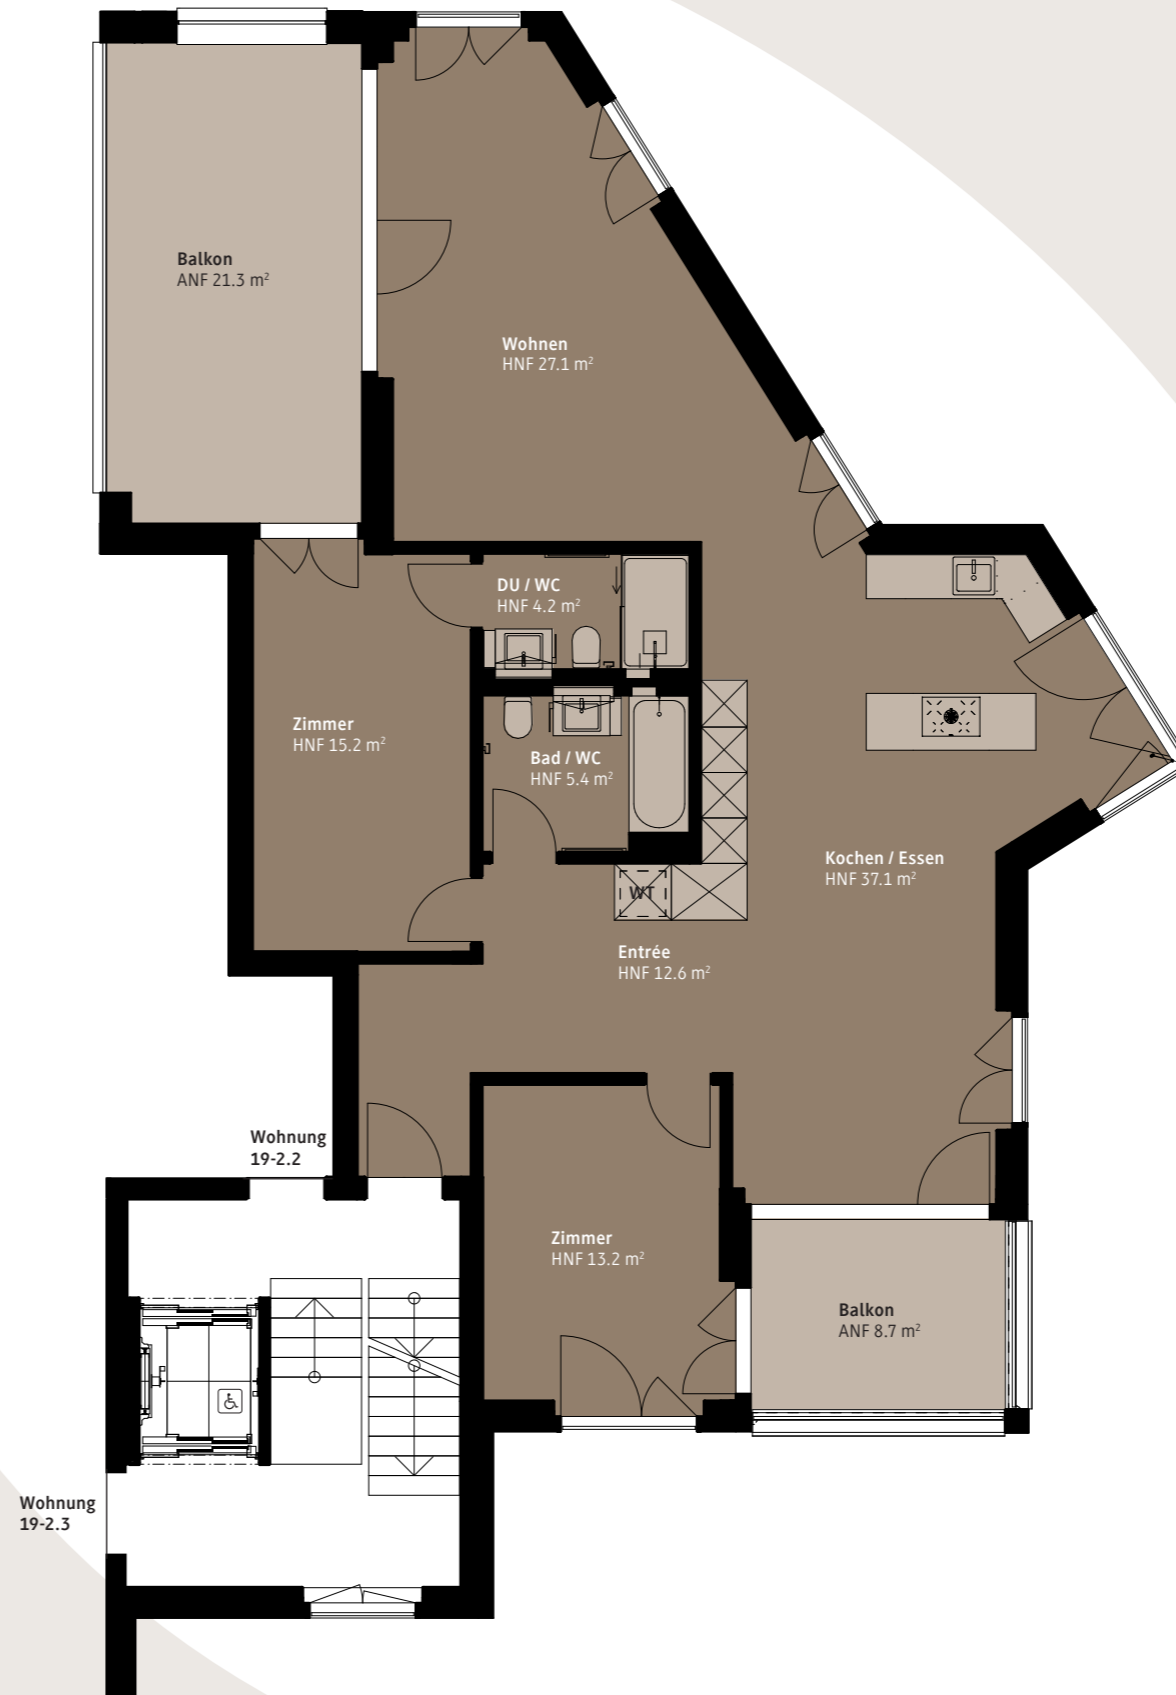 Balkon
ANF 21.3 m²
Wohnen
HNF 27.1 m²
DU / WC
HNF 4.2 m²
Zimmer
HNF 15.2 m²
Bad / WC
HNF 5.4 m²
Kochen / Essen
HNF 37.1 m²
WT
Entrée
HNF 12.6 m²
Wohnung
19-2.2
Zimmer
HNF 13.2 m²
Balkon
ANF 8.7 m²
Wohnung
19-2.3